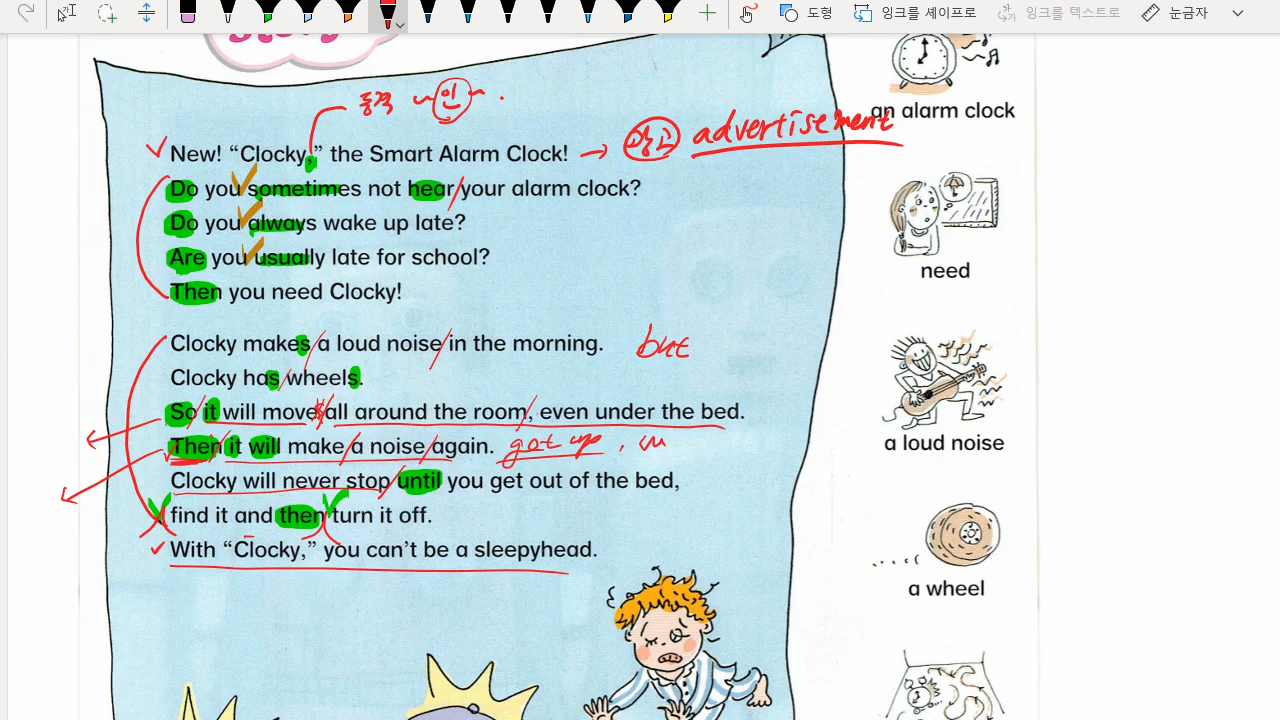 도형
잉크를 셰이프로
잉크를 텍스트로
눈금자
동격 ~인~.
New! “Clocky,” the Smart Alarm Clock! → 광고 advertisement
Do you sometimes not hear your alarm clock?
Do you always wake up late?
Are you usually late for school?
Then you need Clocky!
Clocky makes a loud noise in the morning. but
Clocky has wheels.
So it will move all around the room, even under the bed.
Then it will make a noise again. get up,
Clocky will never stop until you get out of the bed,
find it and then turn it off.
With “Clocky,” you can’t be a sleepyhead.
an alarm clock
need
a loud noise
a wheel